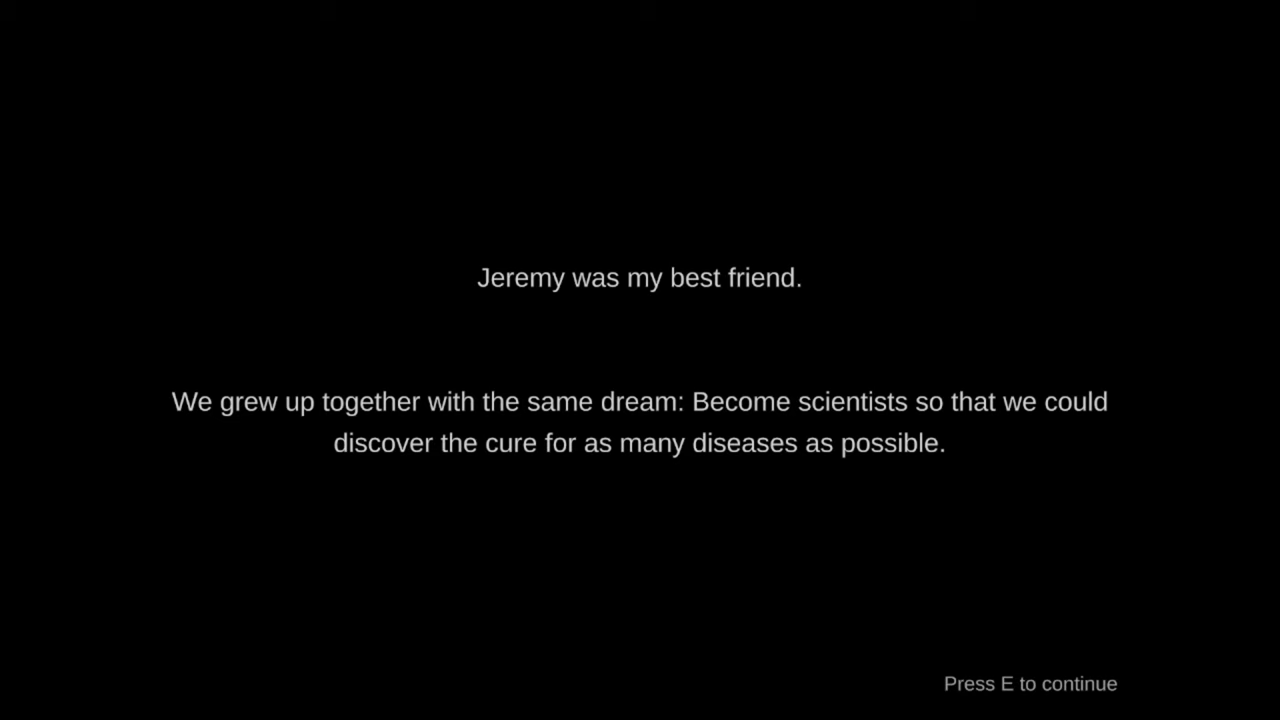 Jeremy was my best friend.
We grew up together with the same dream: Become scientists so that we could
discover the cure for as many diseases as possible.
Press E to continue